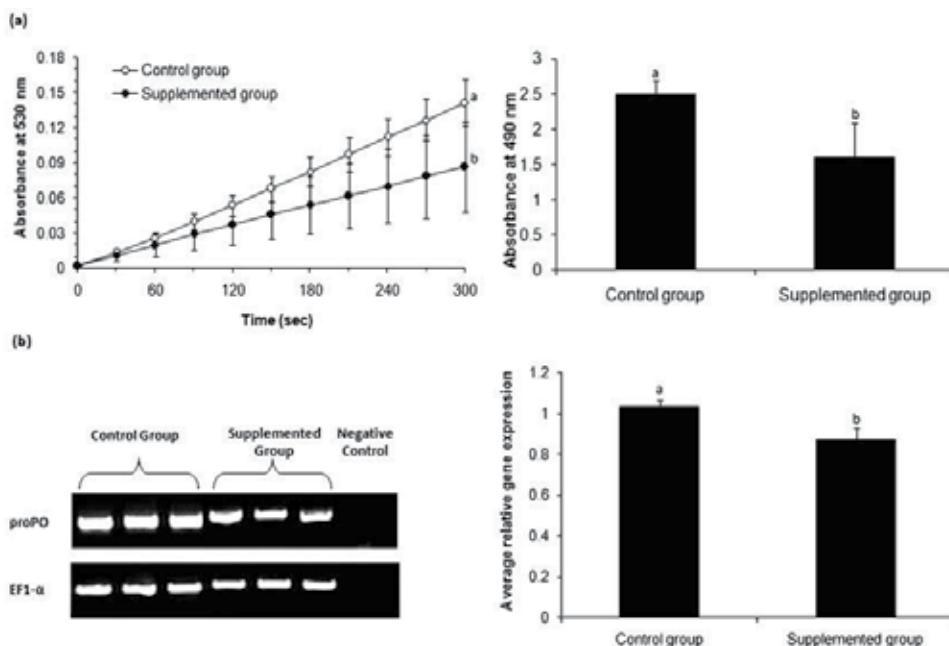 (a)
Absorbance at 530 nm
0.18
0.15
0.12
0.09
0.06
0.03
0
Control group
Supplemented group
a
b
0 60 120 180 240 300
Time (sec)
Absorbance at 490 nm
3
2.5
2
1.5
1
0.5
0
a
b
Control group Supplemented group
(b)
Control Group
Supplemented
Group
Negative
Control
proPO
EF1-α
Average relative gene expression
1.2
1
0.8
0.6
0.4
0.2
0
a
b
Control group Supplemented group